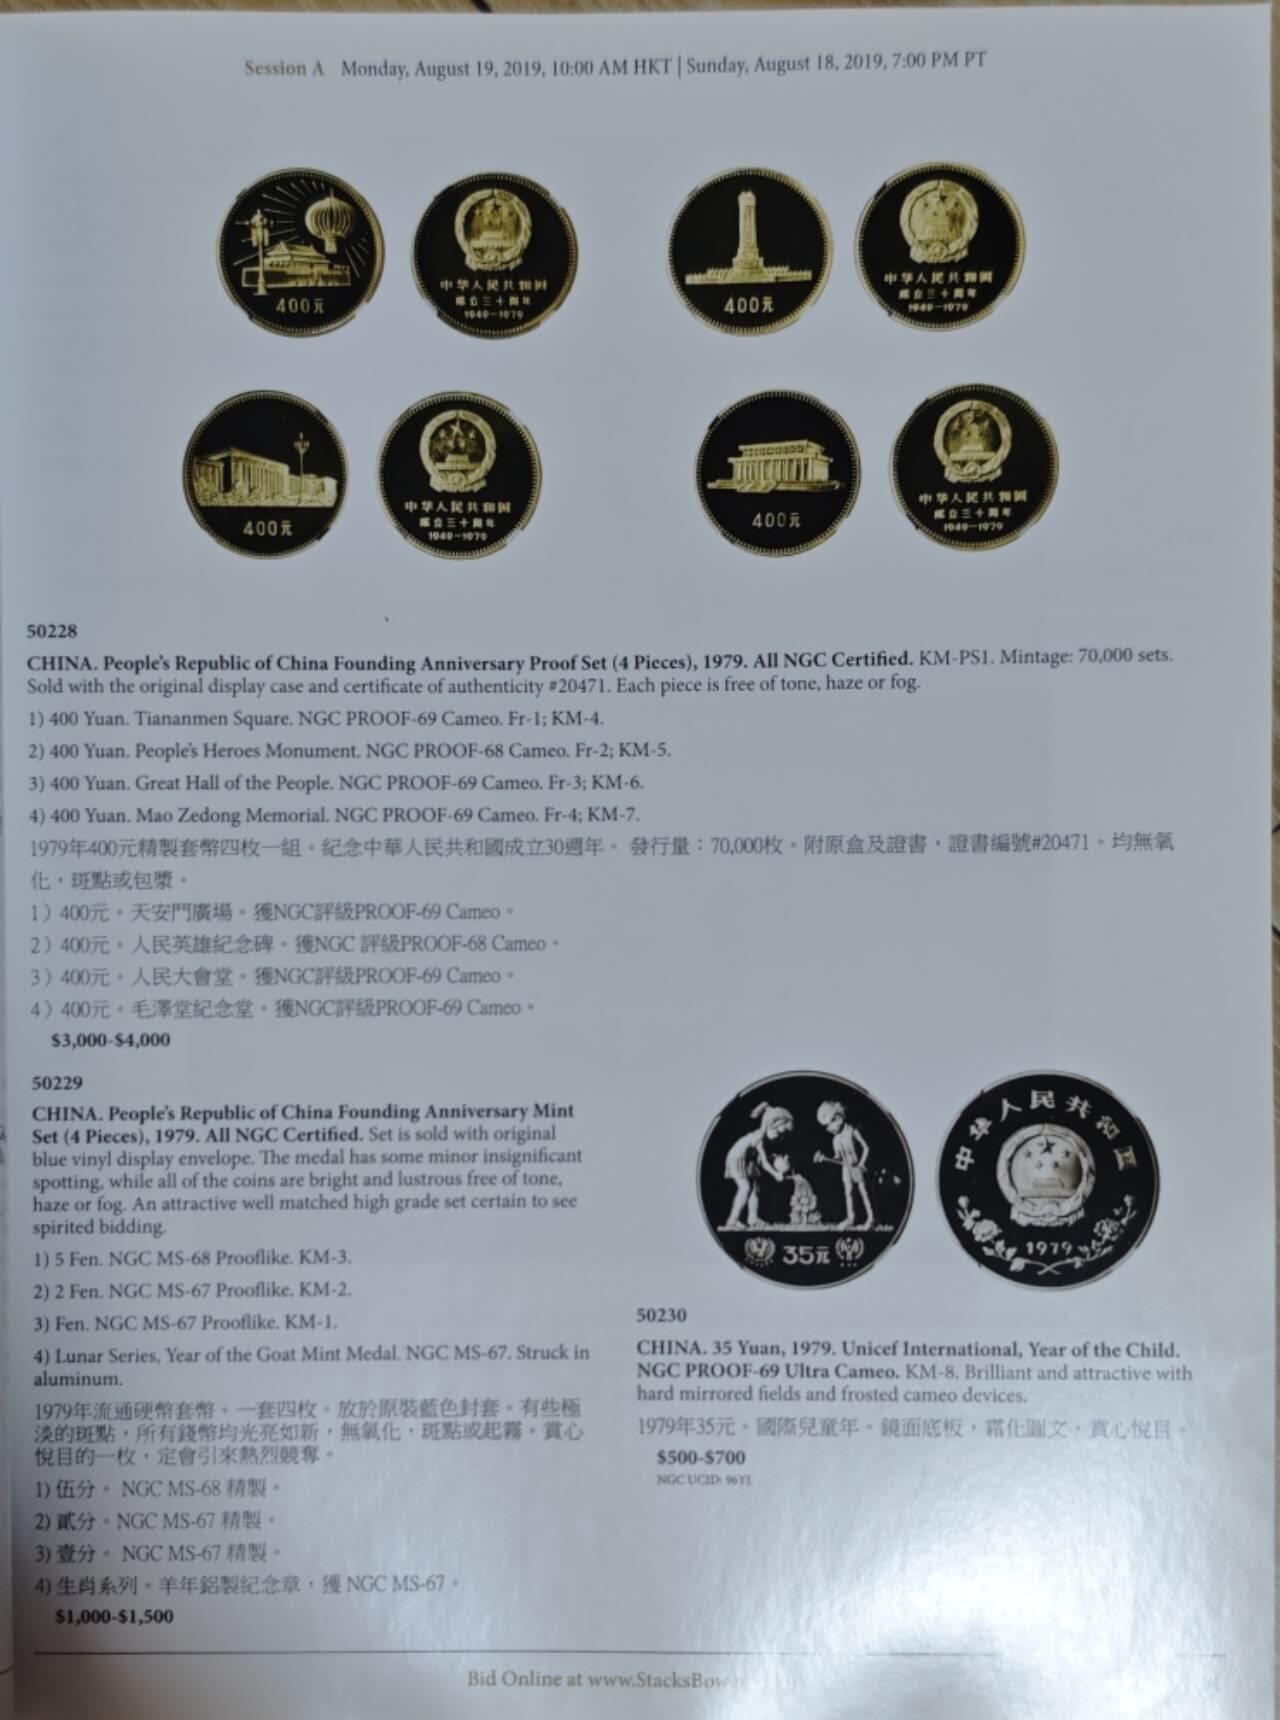 Session A Monday, August 19, 2019, 10:00 AM HKT | Sunday, August 18, 2019, 7:00 PM PT
400元
中华人民共和国
成立三十周年
1949-1979
400元
中华人民共和国
成立三十周年
1949-1979
400元
中华人民共和国
成立三十周年
1949-1979
400元
中华人民共和国
成立三十周年
1949-1979
50228
CHINA. People's Republic of China Founding Anniversary Proof Set (4 Pieces), 1979. All NGC Certified. KM-PS1. Mintage: 70,000 sets.
Sold with the original display case and certificate of authenticity #20471. Each piece is free of tone, haze or fog.
1) 400 Yuan. Tiananmen Square. NGC PROOF-69 Cameo. Fr-1; KM-4.
2) 400 Yuan. People's Heroes Monument. NGC PROOF-68 Cameo. Fr-2; KM-5.
3) 400 Yuan. Great Hall of the People. NGC PROOF-69 Cameo. Fr-3; KM-6.
4) 400 Yuan. Mao Zedong Memorial. NGC PROOF-69 Cameo. Fr-4; KM-7.
1979年400元精製套幣四枚一組。紀念中華人民共和國成立30週年。 發行量：70,000枚。附原盒及證書，證書編號#20471。均無氧
化，斑點或包漿。
1）400元。天安門廣場。獲NGC評級PROOF-69 Cameo。
2）400元。人民英雄紀念碑。獲NGC 評級PROOF-68 Cameo。
3）400元。人民大會堂。獲NGC評級PROOF-69 Cameo。
4）400元。毛澤堂紀念堂。獲NGC評級PROOF-69 Cameo。
$3,000-$4,000
50229
CHINA. People's Republic of China Founding Anniversary Mint
Set (4 Pieces), 1979. All NGC Certified. Set is sold with original
blue vinyl display envelope. The medal has some minor insignificant
spotting, while all of the coins are bright and lustrous free of tone,
haze or fog. An attractive well matched high grade set certain to see
spirited bidding.
1) 5 Fen. NGC MS-68 Prooflike. KM-3.
2) 2 Fen. NGC MS-67 Prooflike. KM-2.
3) Fen. NGC MS-67 Prooflike. KM-1.
4) Lunar Series, Year of the Goat Mint Medal. NGC MS-67. Struck in
aluminum.
1979年流通硬幣套幣。一套四枚。放於原裝藍色封套。有些極
淡的斑點，所有錢幣均光亮如新，無氧化，斑點或起霧。賞心
悅目的一枚，定會引來熱烈競奪。
1) 伍分。 NGC MS-68 精製。
2) 貳分。NGC MS-67 精製。
3) 壹分。 NGC MS-67 精製。
4) 生肖系列。羊年鋁製紀念章，獲 NGC MS-67。
$1,000-$1,500
35元
中华人民共和国
1979
50230
CHINA. 35 Yuan, 1979. Unicef International, Year of the Child.
NGC PROOF-69 Ultra Cameo. KM-8. Brilliant and attractive with
hard mirrored fields and frosted cameo devices.
1979年35元。國際兒童年。鏡面底板，霜化圖文，賞心悅目。
$500-$700
NGC UCID: 96YL
Bid Online at